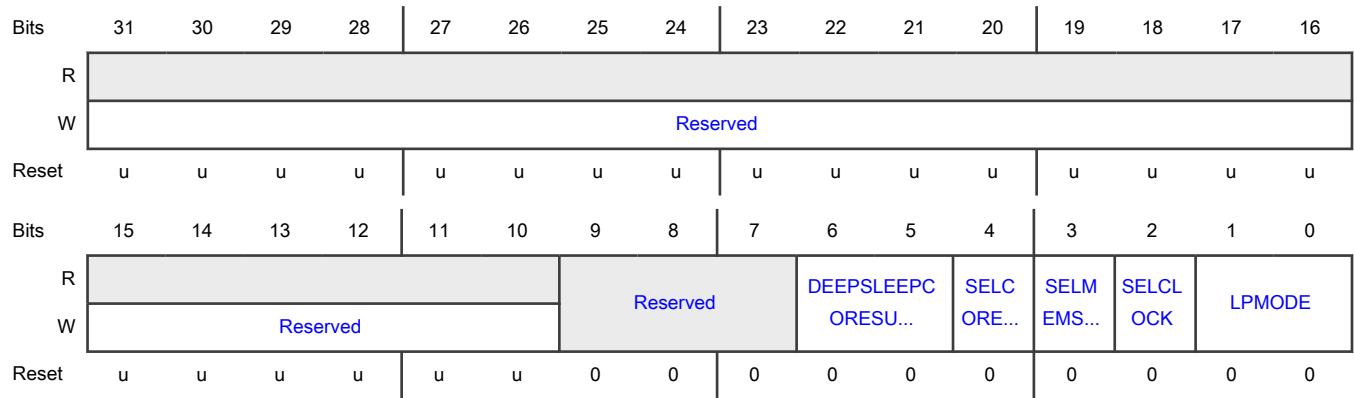 Bits 31 30 29 28 27 26 25 24 23 22 21 20 19 18 17 16
R
W Reserved
Reset u u u u u u u u u u u u u u u u
Bits 15 14 13 12 11 10 9 8 7 6 5 4 3 2 1 0
R
W
Reserved
Reserved
DEEPSLEEPC
ORESU...
SELC
ORE...
SELM
EMS...
SELCL
OCK
LPMODE
Reset u u u u u u 0 0 0 0 0 0 0 0 0 0